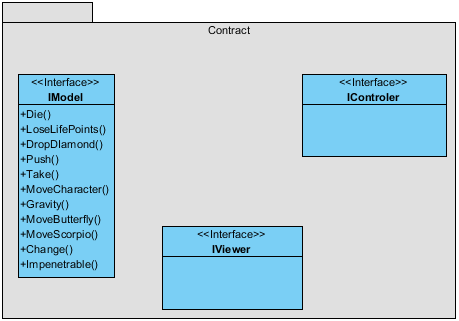 Contract
<<Interface>>
IModel
+Die()
+LoseLifePoints()
+DropDIamond()
+Push()
+Take()
+MoveCharacter()
+Gravity()
+MoveButterfly()
+MoveScorpio()
+Change()
+Impenetrable()
<<Interface>>
IControler
<<Interface>>
IViewer